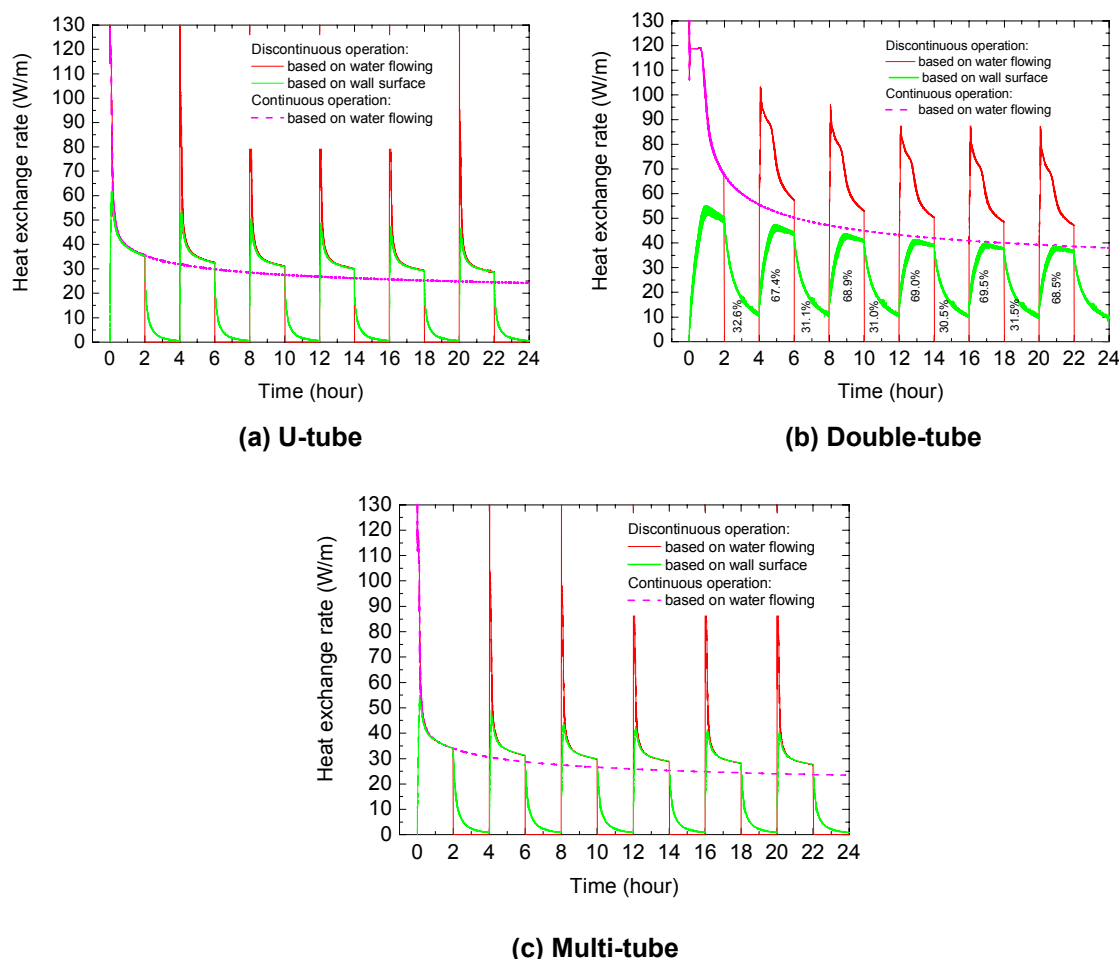 130
120
110
100
90
80
70
60
50
40
30
20
10
0
Heat exchange rate (W/m)
Discontinuous operation:
based on water flowing
based on wall surface
Continuous operation:
based on water flowing
0 2 4 6 8 10 12 14 16 18 20 22 24
Time (hour)
(a) U-tube
130
120
110
100
90
80
70
60
50
40
30
20
10
0
Heat exchange rate (W/m)
Discontinuous operation:
based on water flowing
based on wall surface
Continuous operation:
based on water flowing
32.6%
67.4%
31.1%
68.9%
31.0%
69.0%
30.5%
69.5%
31.5%
68.5%
0 2 4 6 8 10 12 14 16 18 20 22 24
Time (hour)
(b) Double-tube
130
120
110
100
90
80
70
60
50
40
30
20
10
0
Heat exchange rate (W/m)
Discontinuous operation:
based on water flowing
based on wall surface
Continuous operation:
based on water flowing
0 2 4 6 8 10 12 14 16 18 20 22 24
Time (hour)
(c) Multi-tube